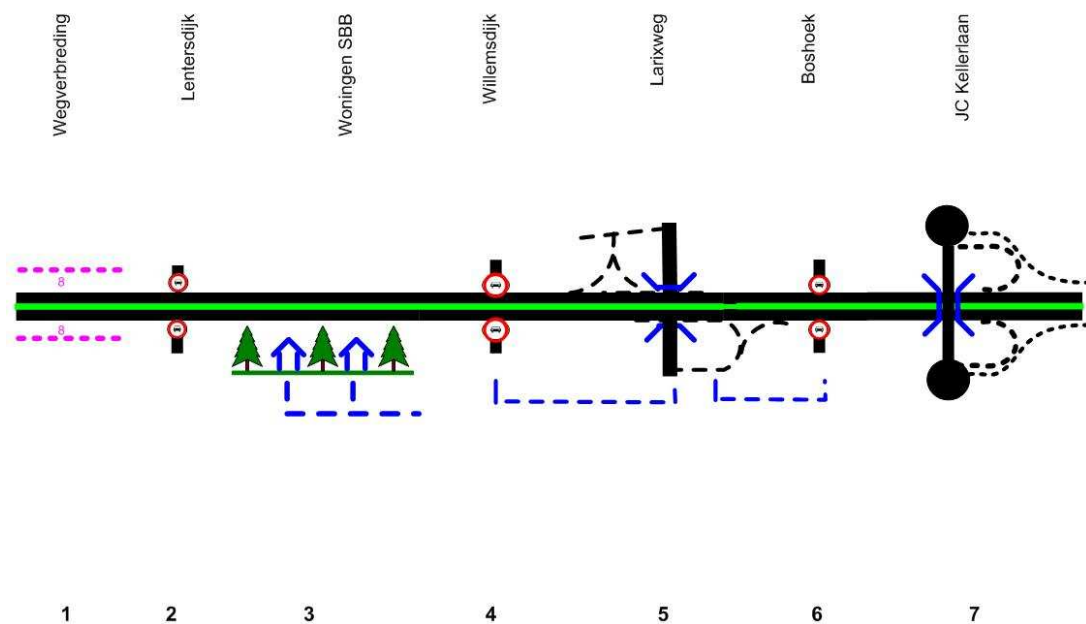 Wegverbreding
Lentersdijk
Woningen SBB
Willemsdijk
Larixweg
Boshoek
JC Kellerlaan
8
8
1
2
3
4
5
6
7